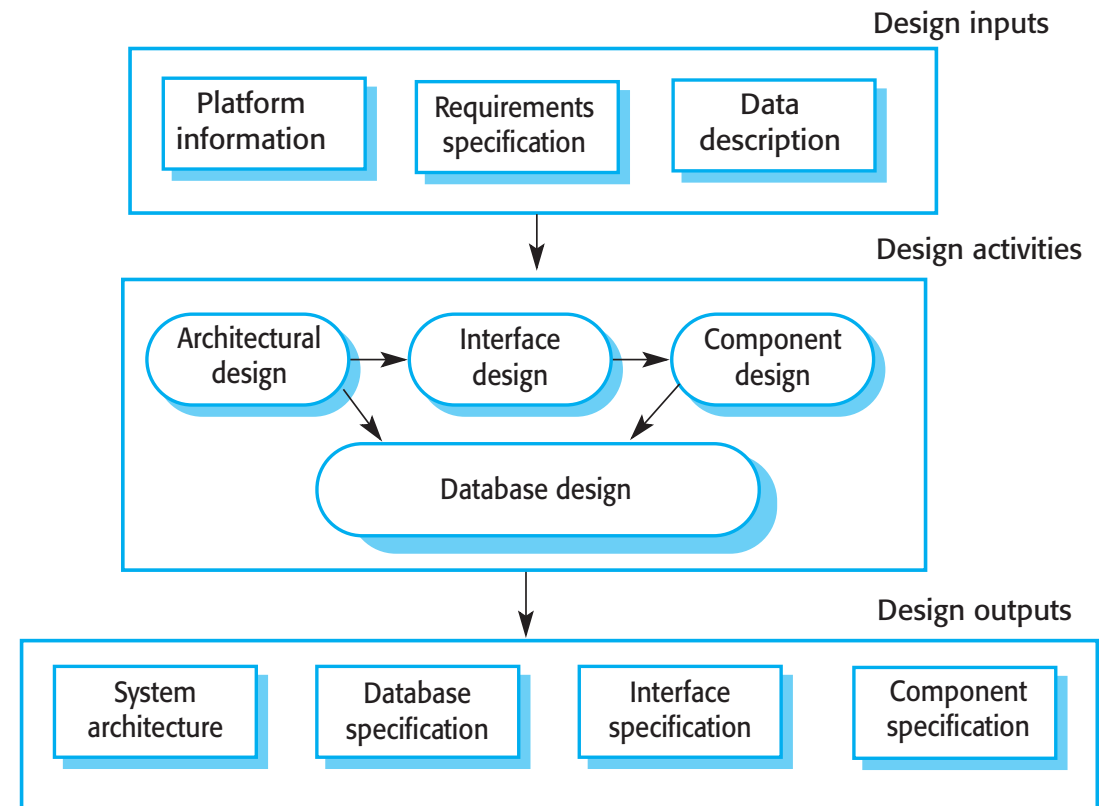 Design inputs
Platform
information
Requirements
specification
Data
description
Design activities
Architectural
design
Interface
design
Component
design
Database design
Design outputs
System
architecture
Database
specification
Interface
specification
Component
specification